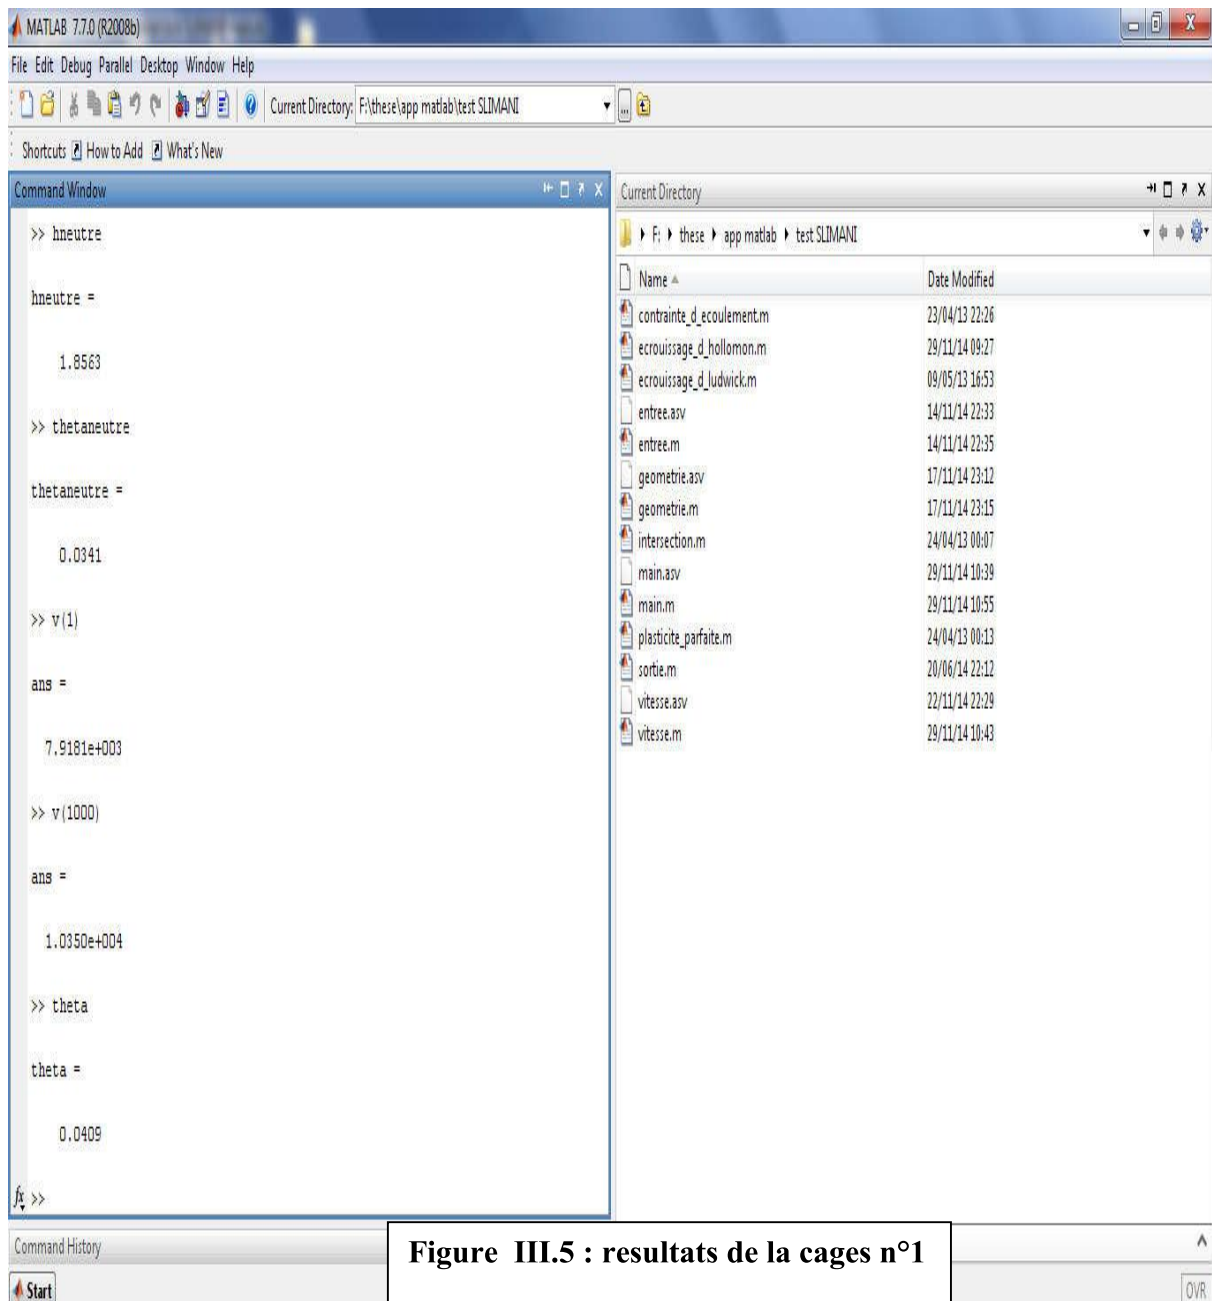 MATLAB 7.7.0 (R2008b)
File Edit Debug Parallel Desktop Window Help
Current Directory: F:\these\app matlab\test SLIMANI
Shortcuts How to Add What's New
Command Window
>> hneutre
hneutre =
1.8563
>> thetaneutre
thetaneutre =
0.0341
>> v(1)
ans =
7.9181e+003
>> v(1000)
ans =
1.0350e+004
>> theta
theta =
0.0409
fx >>
Current Directory
F: these app matlab test SLIMANI
Name Date Modified
contrainte_d_ecoulement.m 23/04/13 22:26
ecrouissage_d_hollomon.m 29/11/14 09:27
ecrouissage_d_ludwick.m 09/05/13 16:53
entree.asv 14/11/14 22:33
entree.m 14/11/14 22:35
geometrie.asv 17/11/14 23:12
geometrie.m 17/11/14 23:15
intersection.m 24/04/13 00:07
main.asv 29/11/14 10:39
main.m 29/11/14 10:55
plasticite_parfaite.m 24/04/13 00:13
sortie.m 20/06/14 22:12
vitesse.asv 22/11/14 22:29
vitesse.m 29/11/14 10:43
Command History
Figure III.5 : resultats de la cages n°1
Start
OVR